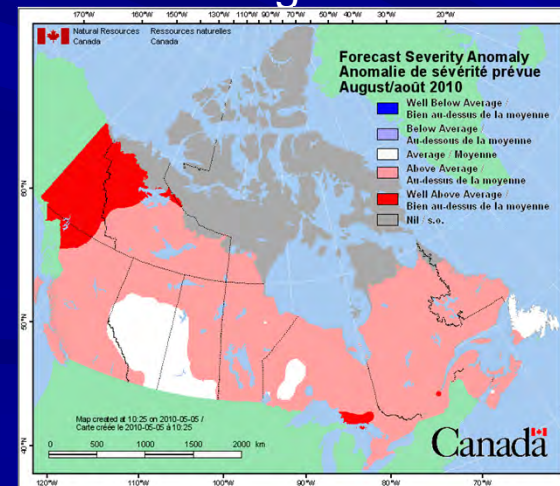 170°W 160°W 150°W 140°W 120°W 90°W 60°W 50°W 40°W 30°W 20°W
Natural Resources Ressources naturelles
Canada Canada
Forecast Severity Anomaly
Anomalie de sévérité prévue
August/août 2010
Well Below Average /
Bien au-dessus de la moyenne
Below Average
Au-dessous de la moyenne
Average / Moyenne
Above Average /
Au-dessus de la moyenne
Well Above Average /
Bien au-dessus de la moyenne
Nil / s.o.
60°N
50°N
40°N
Map created at 10:25 on 2010-05-05 /
Carte créée le 2010-05-05 à 10:25
0 500 1000 1500 2000 km
Canada
120°W 110°W 100°W 90°W 80°W 70°W